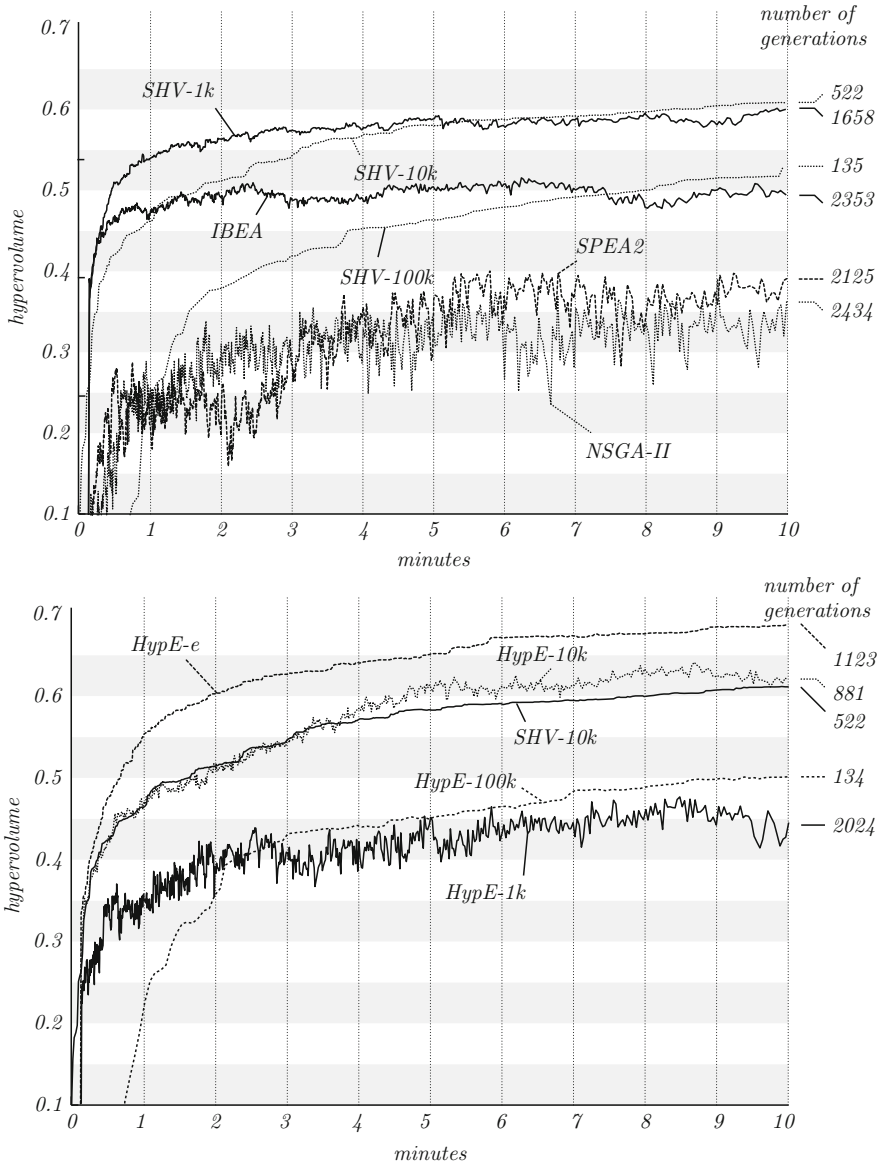 number of
generations
0.7
0.6
0.5
0.4
0.3
0.2
0.1
hypervolume
SHV-1k
SHV-10k
IBEA
SHV-100k
SPEA2
NSGA-II
522
1658
135
2353
2125
2434
0 1 2 3 4 5 6 7 8 9 10
minutes
number of
generations
0.7
0.6
0.5
0.4
0.3
0.2
0.1
hypervolume
HypE-e
HypE-10k
SHV-10k
HypE-100k
HypE-1k
1123
881
522
134
2024
0 1 2 3 4 5 6 7 8 9 10
minutes